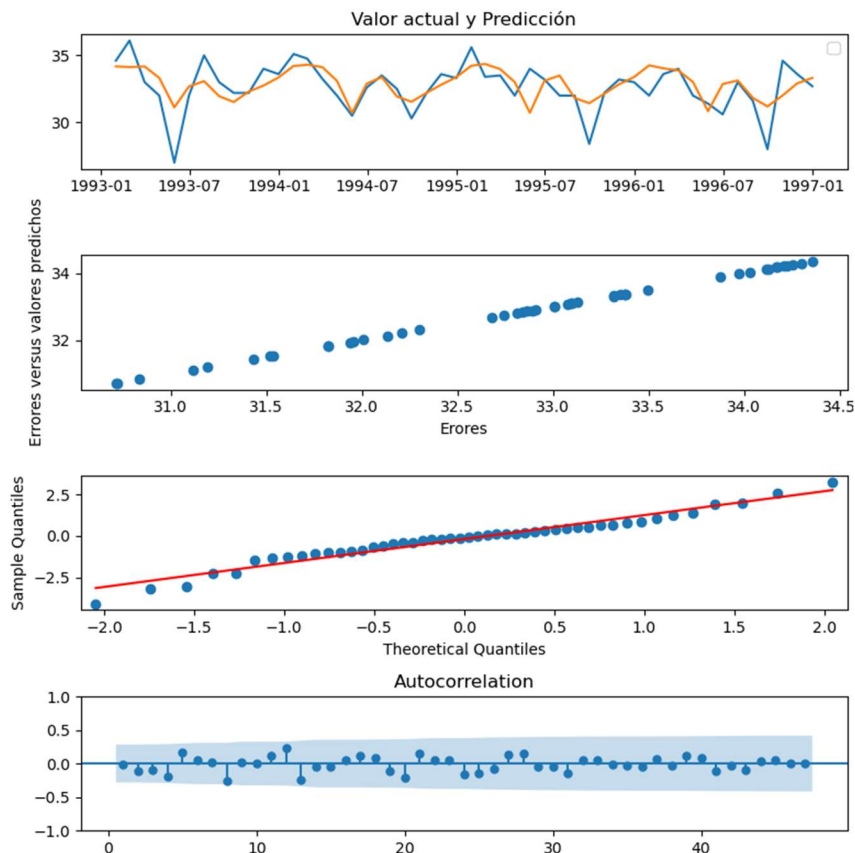 Valor actual y Predicción
35
30
1993-01 1993-07 1994-01 1994-07 1995-01 1995-07 1996-01 1996-07 1997-01
Errores versus valores predichos
34
32
31.0 31.5 32.0 32.5 33.0 33.5 34.0 34.5
Erores
Sample Quantiles
2.5
0.0
−2.5
−2.0 −1.5 −1.0 −0.5 0.0 0.5 1.0 1.5 2.0
Theoretical Quantiles
Autocorrelation
1.0
0.5
0.0
−0.5
−1.0
0 10 20 30 40